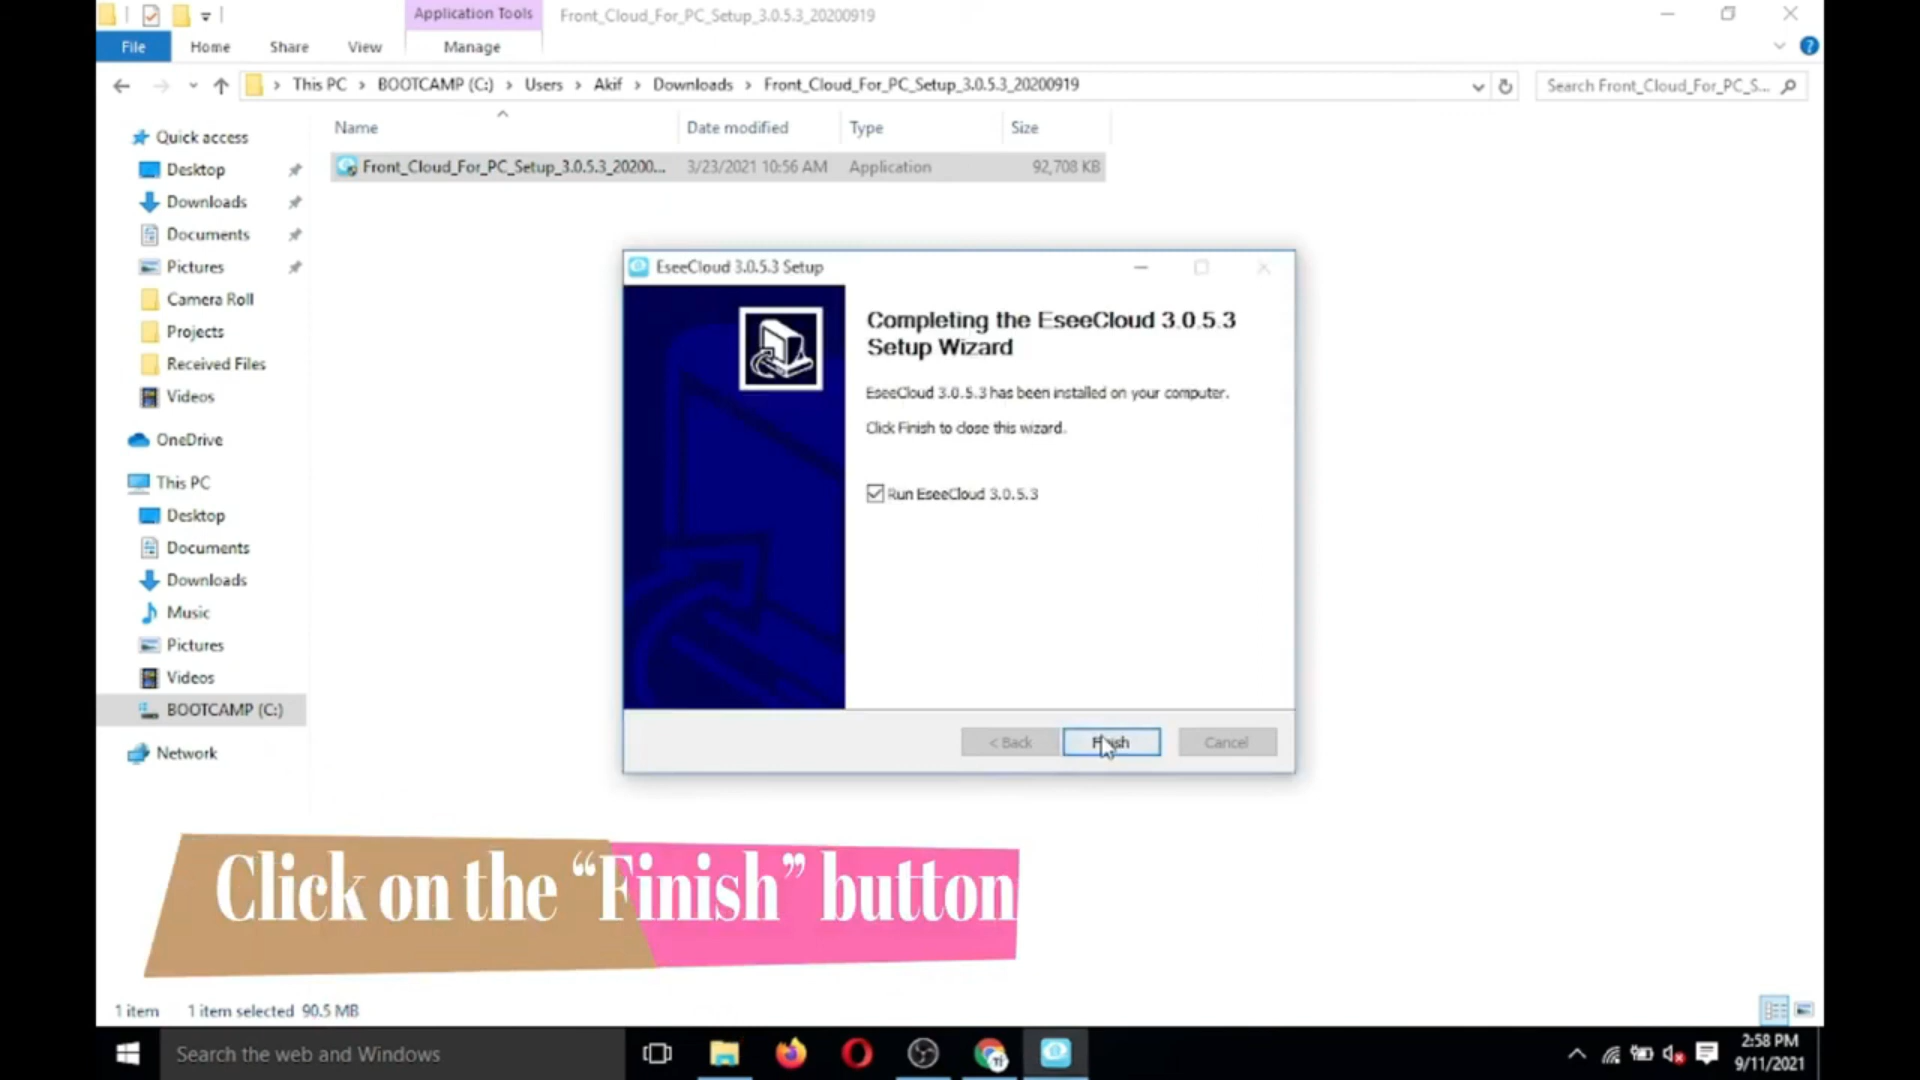 Application Tools
Front_Cloud_For_PC_Setup_3.0.5.3_20200919
File
Home
Share
View
Manage
This PC > BOOTCAMP (C:) > Users > Akif > Downloads > Front_Cloud_For_PC_Setup_3.0.5.3_20200919
Search Front_Cloud_For_PC_S...
Name
Date modified
Type
Size
Front_Cloud_For_PC_Setup_3.0.5.3_20200...
3/23/2021 10:56 AM
Application
92,708 KB
Quick access
Desktop
Downloads
Documents
Pictures
Camera Roll
Projects
Received Files
Videos
OneDrive
This PC
Desktop
Documents
Downloads
Music
Pictures
Videos
BOOTCAMP (C:)
Network
EseeCloud 3.0.5.3 Setup
Completing the EseeCloud 3.0.5.3
Setup Wizard
EseeCloud 3.0.5.3 has been installed on your computer.
Click Finish to close this wizard.
Run EseeCloud 3.0.5.3
< Back
Finish
Cancel
Click on the “Finish” button
1 item
1 item selected 90.5 MB
Search the web and Windows
2:58 PM
9/11/2021